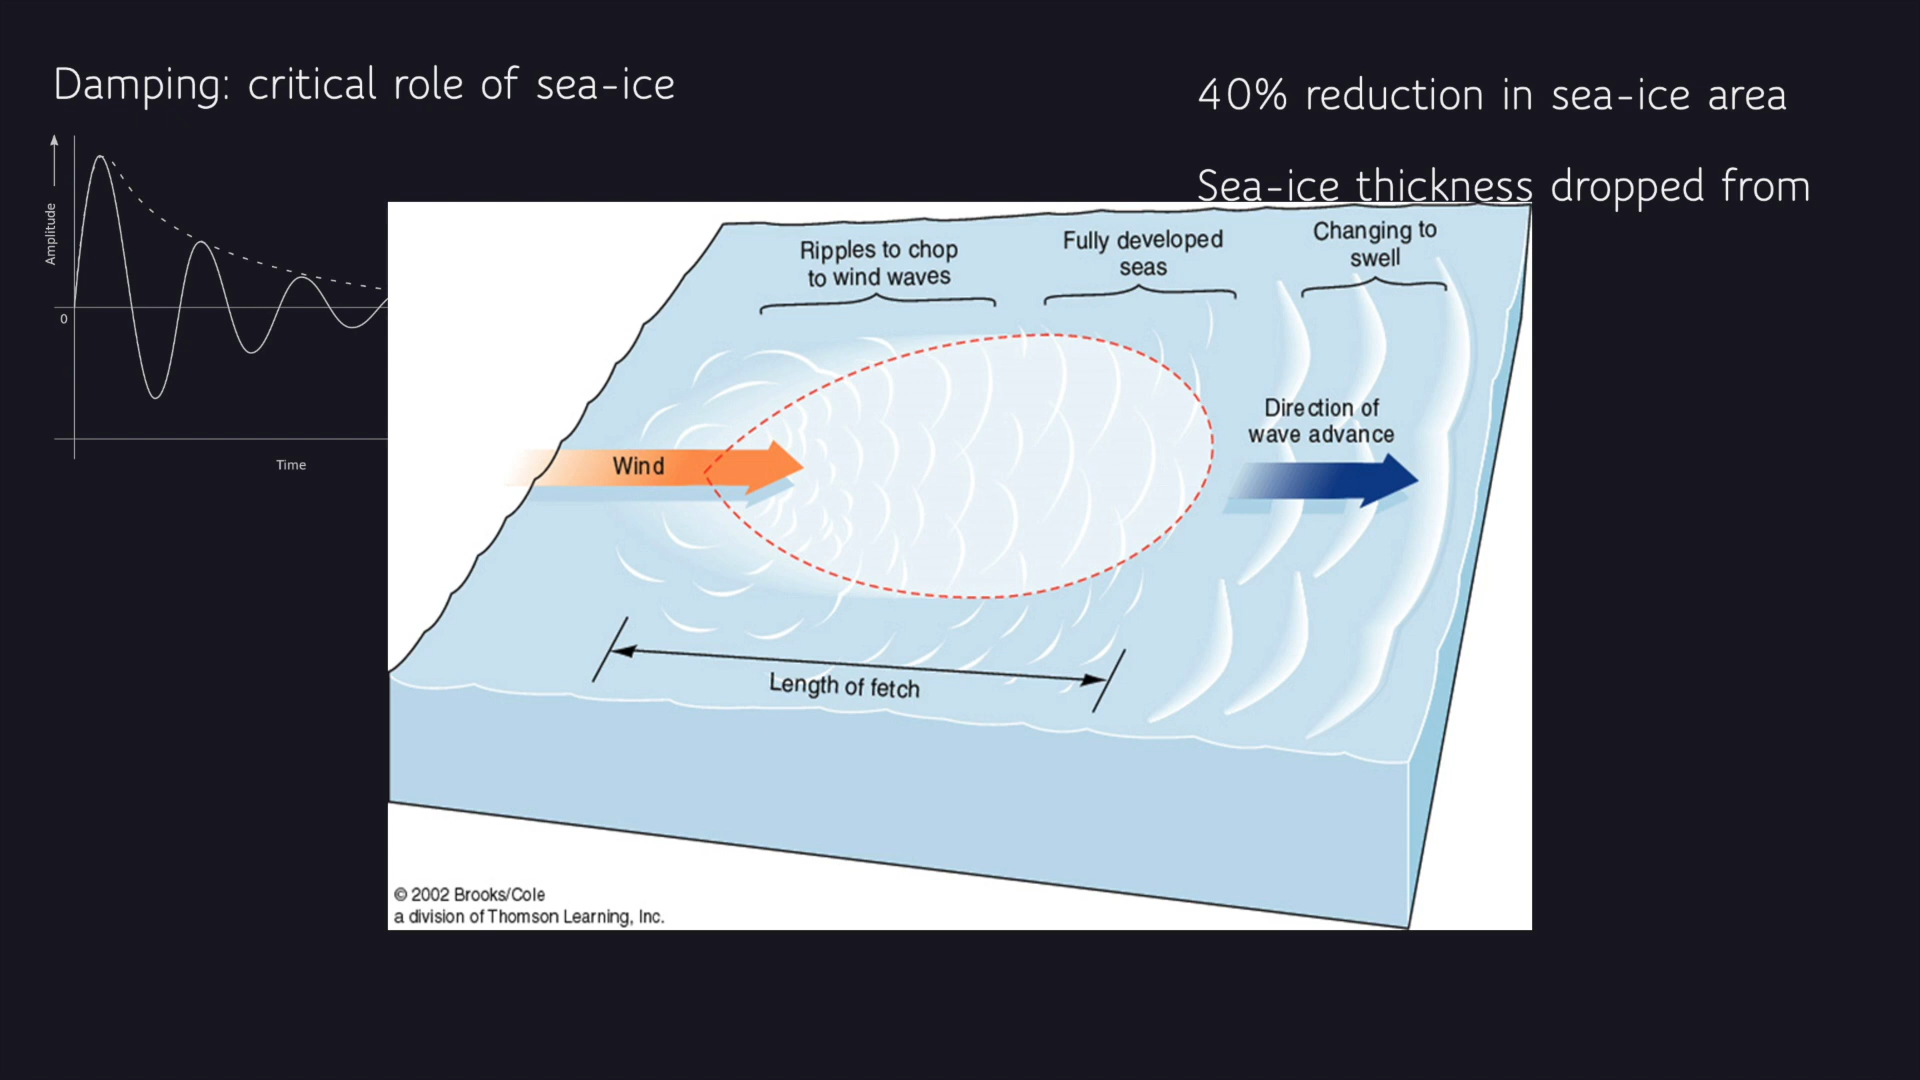 Damping: critical role of sea-ice
40% reduction in sea-ice area
Sea-ice thickness dropped from
Amplitude
0
Time
Ripples to chop
to wind waves
Fully developed
seas
Changing to
swell
Wind
Direction of
wave advance
Length of fetch
© 2002 Brooks/Cole
a division of Thomson Learning, Inc.